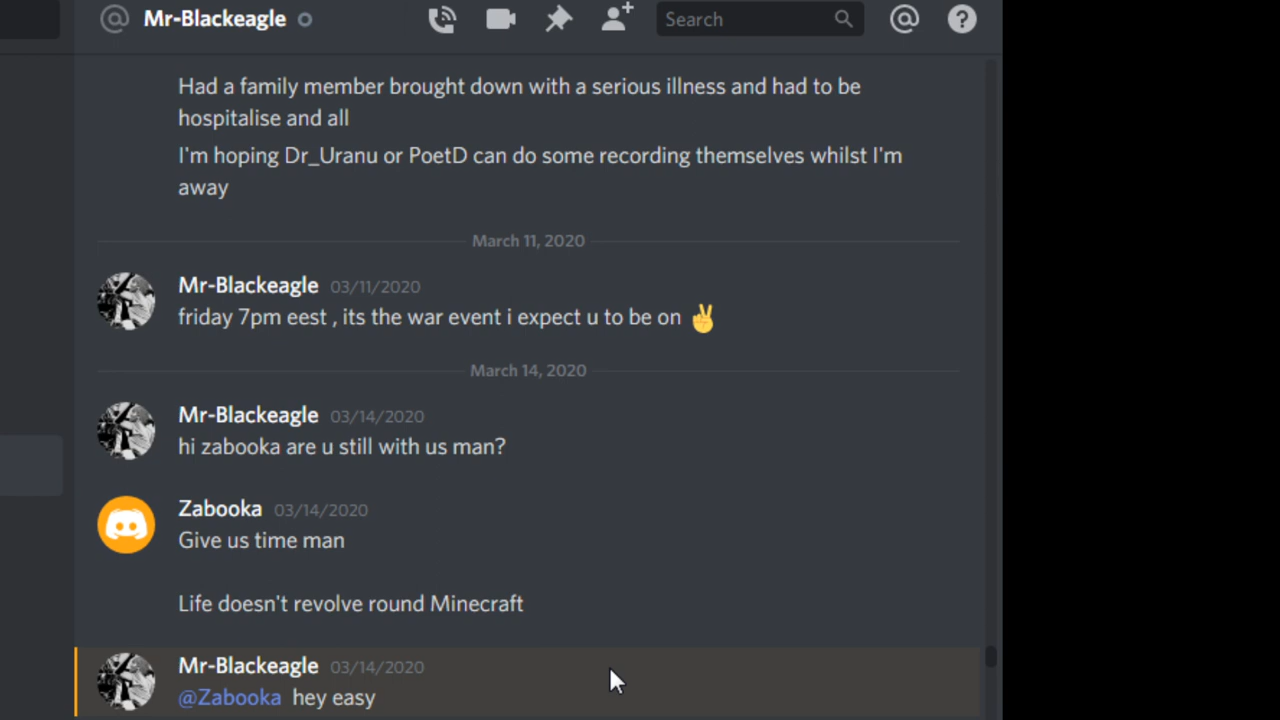 Mr-Blackeagle
Search
Had a family member brought down with a serious illness and had to be
hospitalise and all
I'm hoping Dr_Uranu or PoetD can do some recording themselves whilst I'm
away
March 11, 2020
Mr-Blackeagle 03/11/2020
friday 7pm eest , its the war event i expect u to be on ✌
March 14, 2020
Mr-Blackeagle 03/14/2020
hi zabooka are u still with us man?
Zabooka 03/14/2020
Give us time man
Life doesn't revolve round Minecraft
Mr-Blackeagle 03/14/2020
@Zabooka hey easy